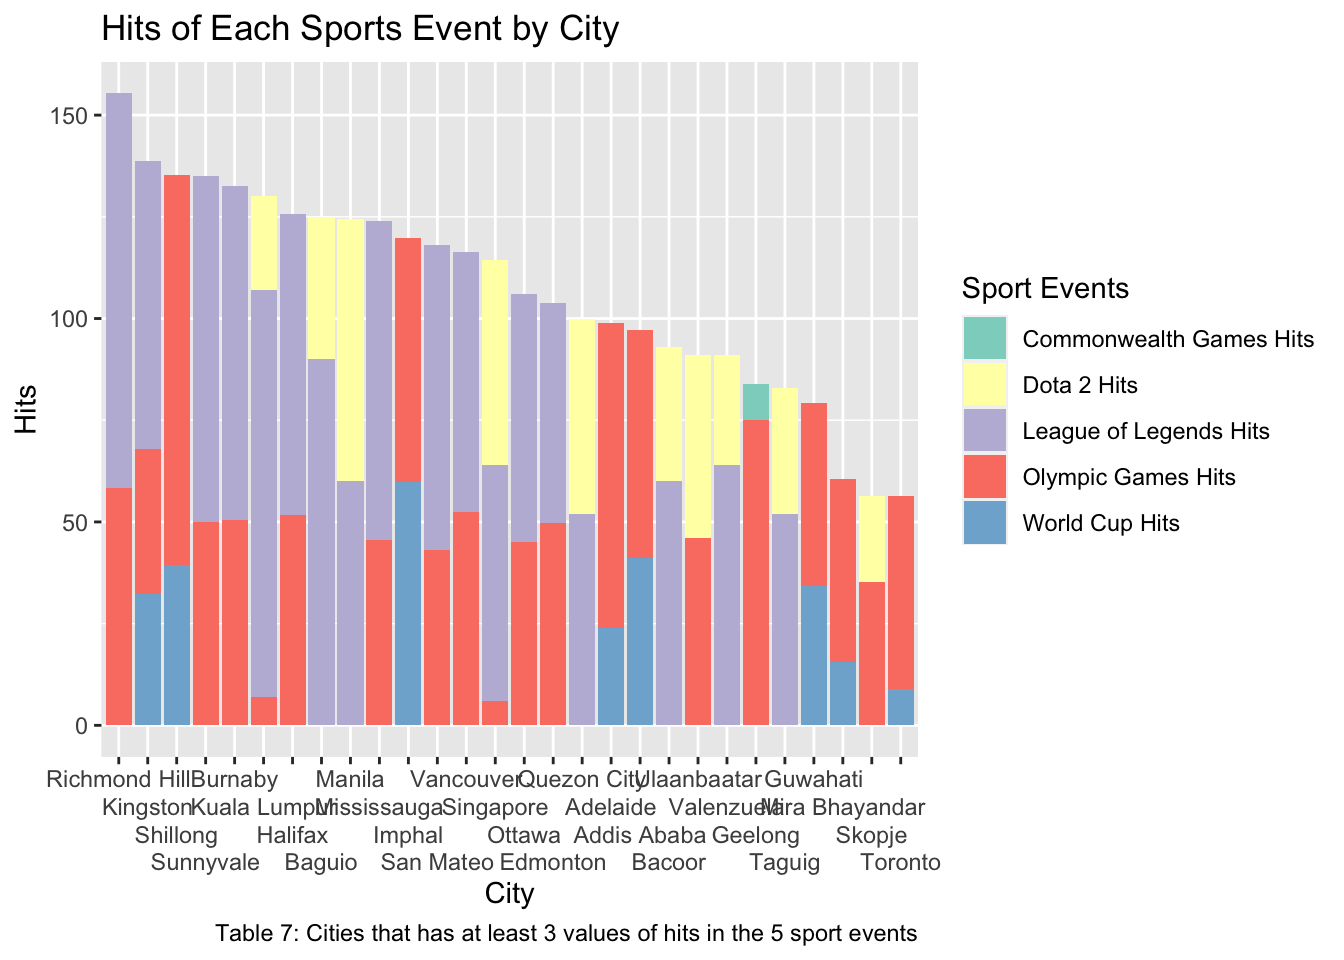 Hits of Each Sports Event by City
150
100
50
0
Hits
Richmond Hill Burnaby Manila Vancouver Quezon City Ulaanbaatar Guwahati
Kingston Kuala Lumpur Mississauga Singapore Adelaide Valenzuela Mira Bhayandar
Shillong Halifax Imphal Ottawa Addis Ababa Geelong Skopje
Sunnyvale Baguio San Mateo Edmonton Bacoor Taguig Toronto
City
Table 7: Cities that has at least 3 values of hits in the 5 sport events
Sport Events
Commonwealth Games Hits
Dota 2 Hits
League of Legends Hits
Olympic Games Hits
World Cup Hits